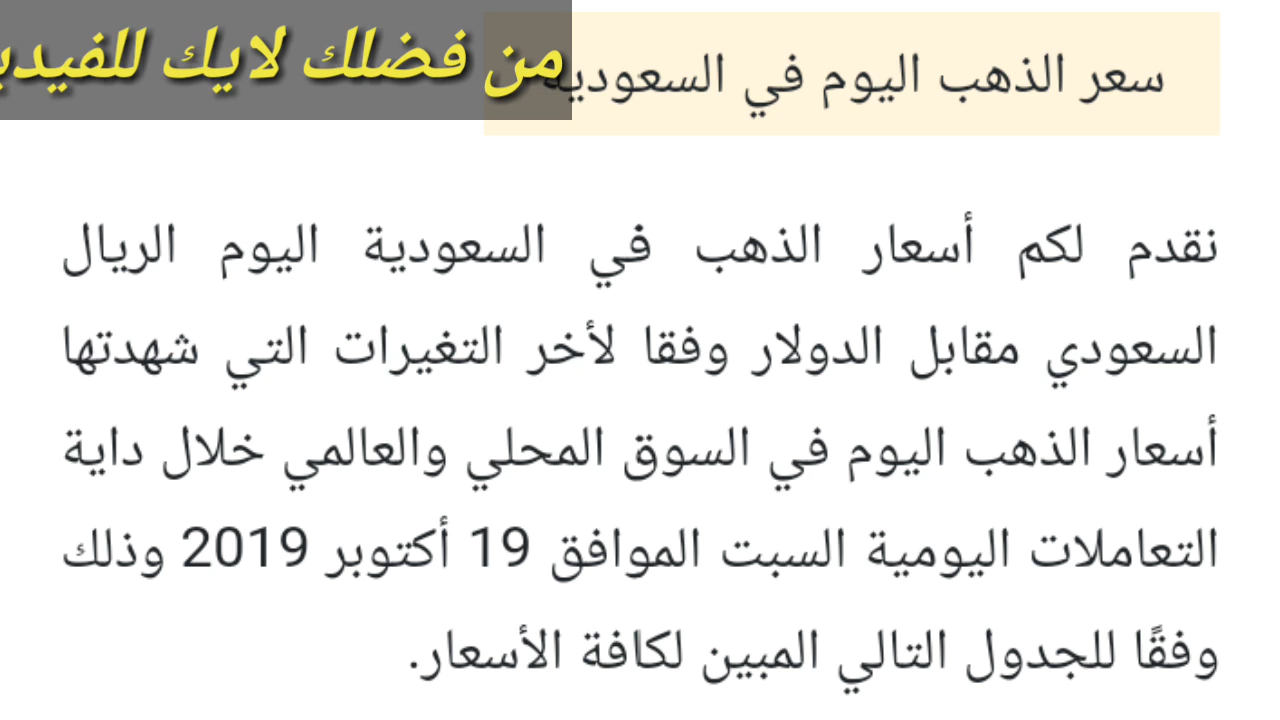 من فضلك لايك
سعر الذهب اليوم في السعودية
نقدم لكم أسعار الذهب في السعودية اليوم الريال
السعودي مقابل الدولار وفقا لأخر التغيرات التي شهدتها
أسعار الذهب اليوم في السوق المحلي والعالمي خلال داية
التعاملات اليومية السبت الموافق 19 أكتوبر 2019 وذلك
وفقًا للجدول التالي المبين لكافة الأسعار.